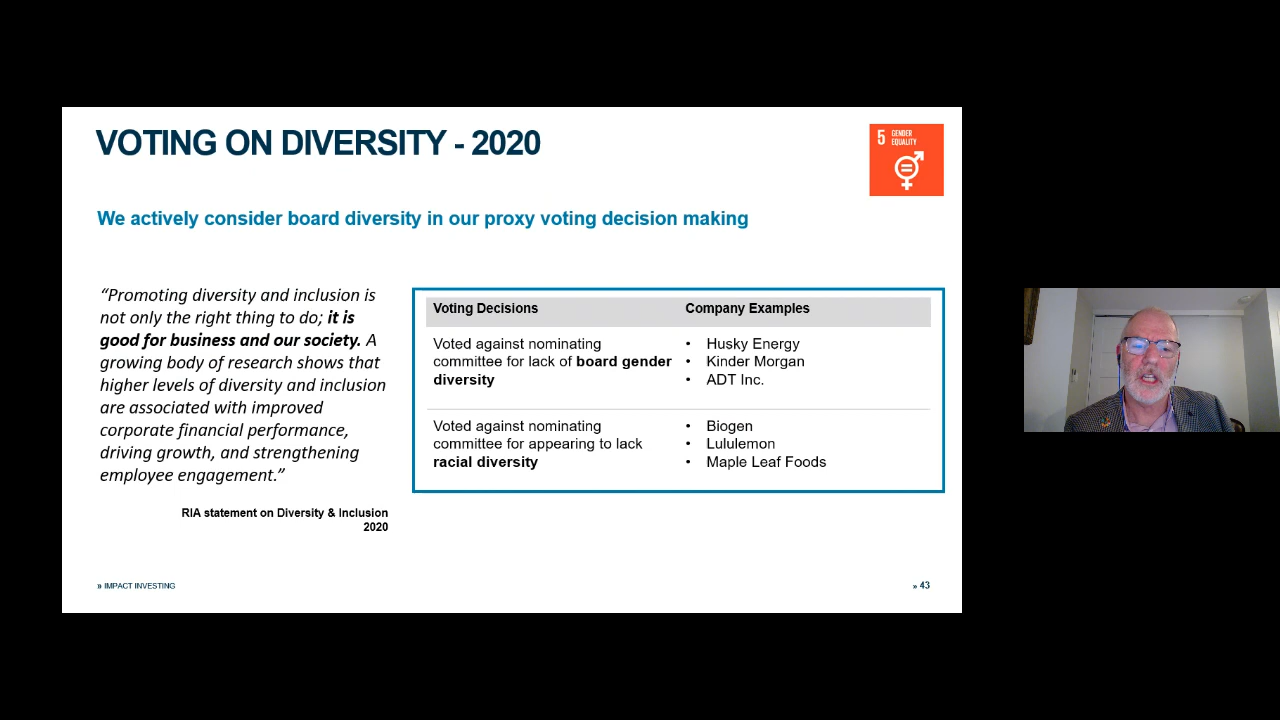 VOTING ON DIVERSITY - 2020
5 GENDER
EQUALITY
We actively consider board diversity in our proxy voting decision making
“Promoting diversity and inclusion is
not only the right thing to do; it is
good for business and our society. A
growing body of research shows that
higher levels of diversity and inclusion
are associated with improved
corporate financial performance,
driving growth, and strengthening
employee engagement.”
RIA statement on Diversity & Inclusion
2020
Voting Decisions
Company Examples
Voted against nominating
committee for lack of board gender
diversity
• Husky Energy
• Kinder Morgan
• ADT Inc.
Voted against nominating
committee for appearing to lack
racial diversity
• Biogen
• Lululemon
• Maple Leaf Foods
» IMPACT INVESTING
» 43